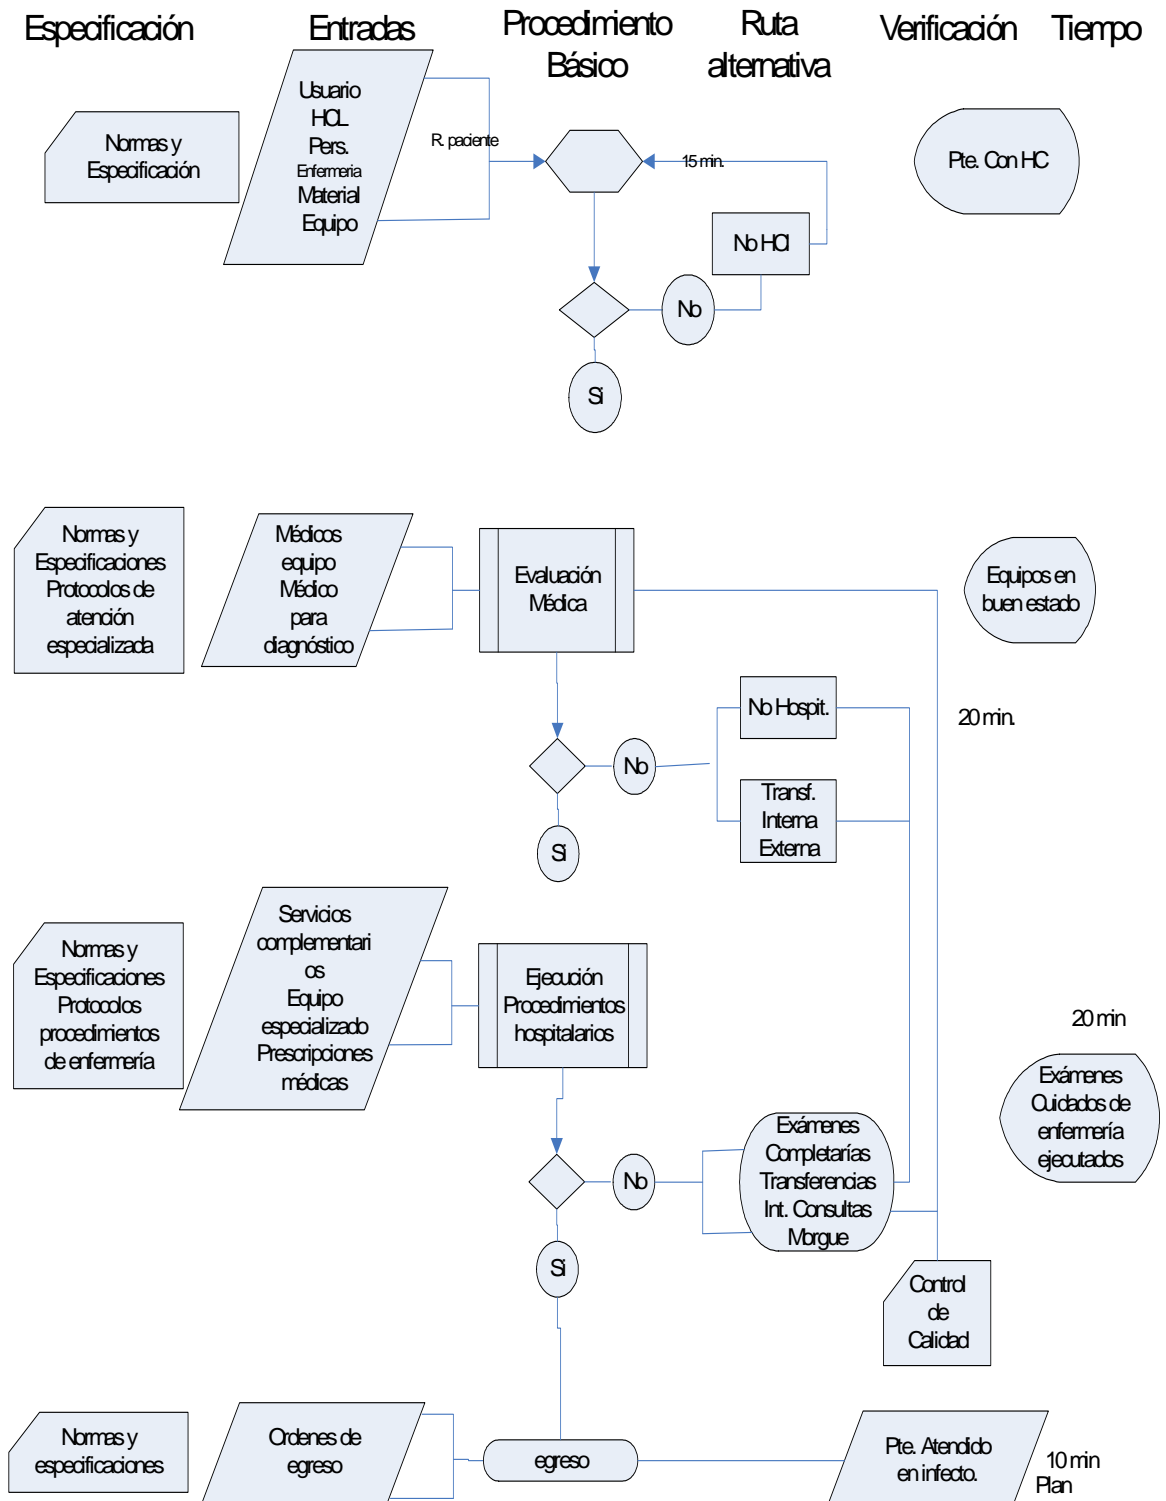 Especificación
Entradas
Procedimiento
Básico
Ruta
alternativa
Verificación
Tiempo
Normas y
Especificación
Usuario
HCL
Pers.
Enfermeria
Material
Equipo
R. paciente
15 min.
Pte. Con HC
No HCl
No
Si
Normas y
Especificaciones
Protocolos de
atención
especializada
Médicos
equipo
Médico
para
diagnóstico
Evaluación
Médica
Equipos en
buen estado
No Hospit.
20 min.
No
Transf.
Interna
Externa
Si
Normas y
Especificaciones
Protocolos
procedimientos
de enfermería
Servicios
complementari
os
Equipo
especializado
Prescripciones
médicas
Ejecución
Procedimientos
hospitalarios
20 min
Exámenes
Cuidados de
enfermería
ejecutados
No
Exámenes
Completarías
Transferencias
Int. Consultas
Morgue
Si
Control
de
Calidad
Normas y
especificaciones
Ordenes de
egreso
egreso
Pte. Atendido
en infecto.
10 min
Plan